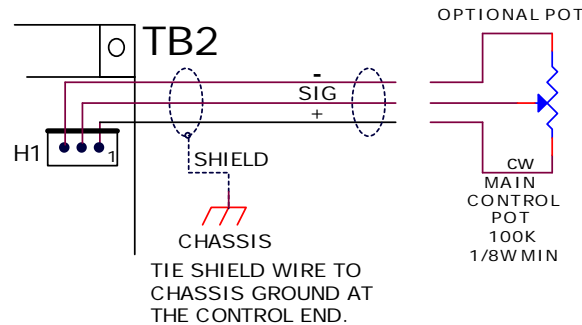 OPTIONAL POT
TB2
-
SIG
+
H1
1
SHIELD
CW
MAIN
CONTROL
POT
100K
1/8W MIN
CHASSIS
TIE SHIELD WIRE TO
CHASSIS GROUND AT
THE CONTROL END.